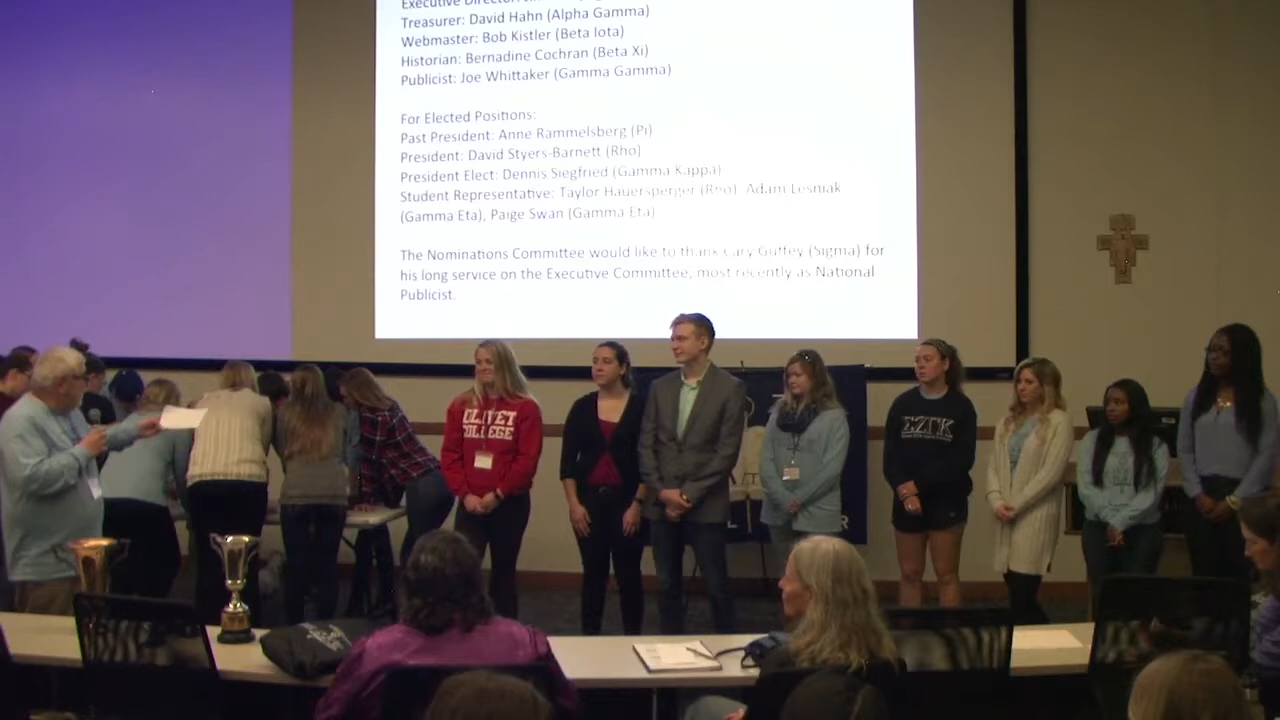 Executive Director:
Treasurer: David Hahn (Alpha Gamma)
Webmaster: Bob Kistler (Beta Iota)
Historian: Bernadine Cochran (Beta Xi)
Publicist: Joe Whittaker (Gamma Gamma)
For Elected Positions:
Past President: Anne Rammelsberg (Pi)
President: David Styers-Barnett (Rho)
President Elect: Dennis Siegfried (Gamma Kappa)
Student Representative: Taylor Hauersperger (Rho), Adam Lesniak
(Gamma Eta), Paige Swan (Gamma Eta)
The Nominations Committee would like to thank Cary Guffey (Sigma) for
his long service on the Executive Committee, most recently as National
Publicist.
OLIVET
COLLEGE